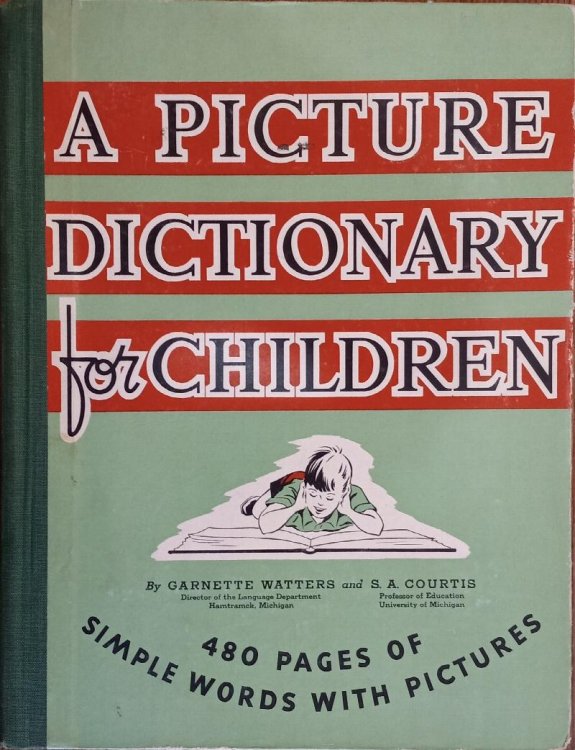 A PICTURE
DICTIONARY
for CHILDREN
By GARNETTE WATTERS and S. A. COURTIS
Director of the Language Department Professor of Education
Hamtramck, Michigan University of Michigan
480 PAGES OF
SIMPLE WORDS WITH PICTURES